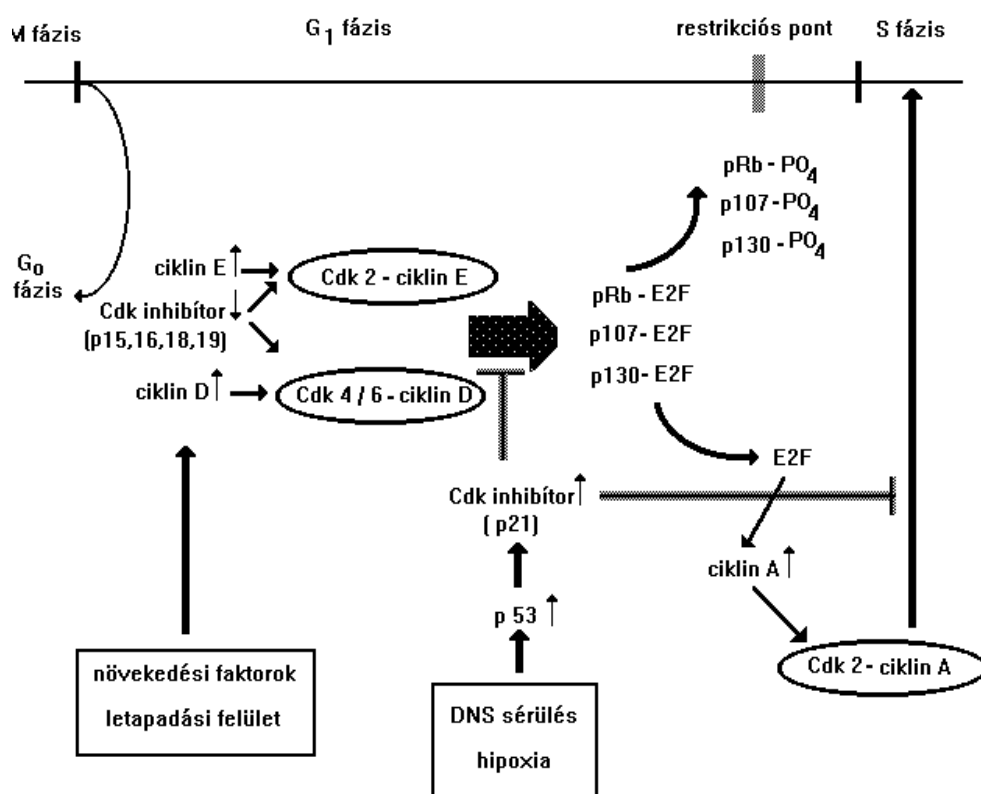 M fázis
G1 fázis
restrikciós pont
S fázis
pRb - PO4
p107 - PO4
p130 - PO4
G0
fázis
ciklin E
Cdk 2 - ciklin E
Cdk inhibítor
(p15,16,18,19)
pRb - E2F
p107 - E2F
p130 - E2F
ciklin D
Cdk 4 / 6 - ciklin D
E2F
Cdk inhibítor
( p21)
ciklin A
p 53
Cdk 2 - ciklin A
növekedési faktorok
letapadási felület
DNS sérülés
hipoxia